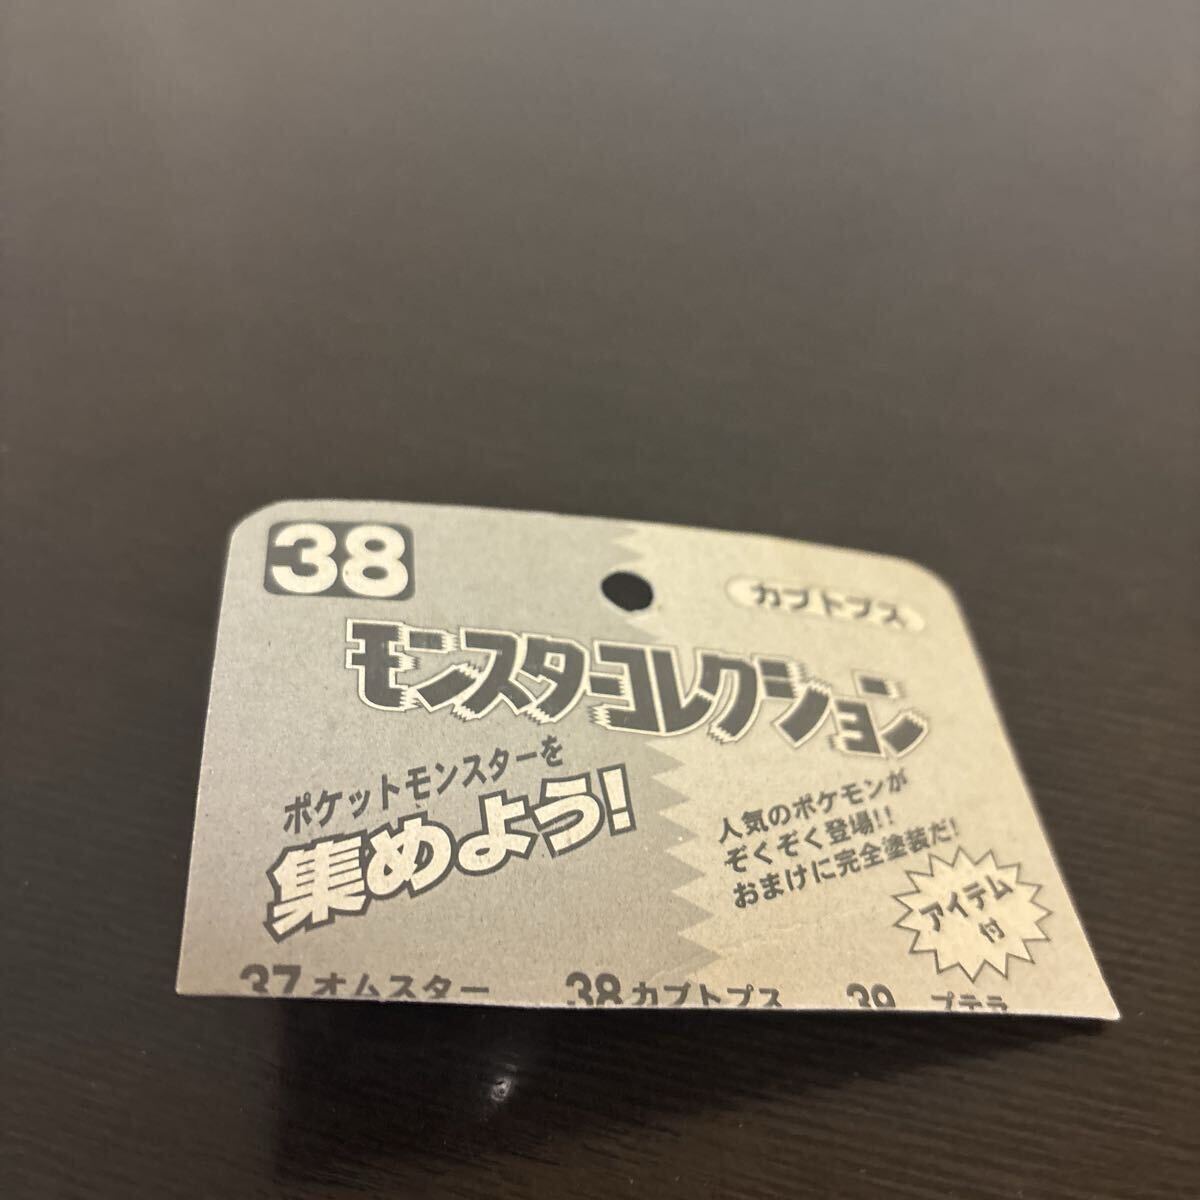 38
カブトプス
モンスターコレクション
ポケットモンスターを
集めよう!
人気のポケモンが
ぞくぞく登場!!
おまけに完全塗装だ!
アイテム
付
37 オムスター 38 カブトプス 39 プテラ